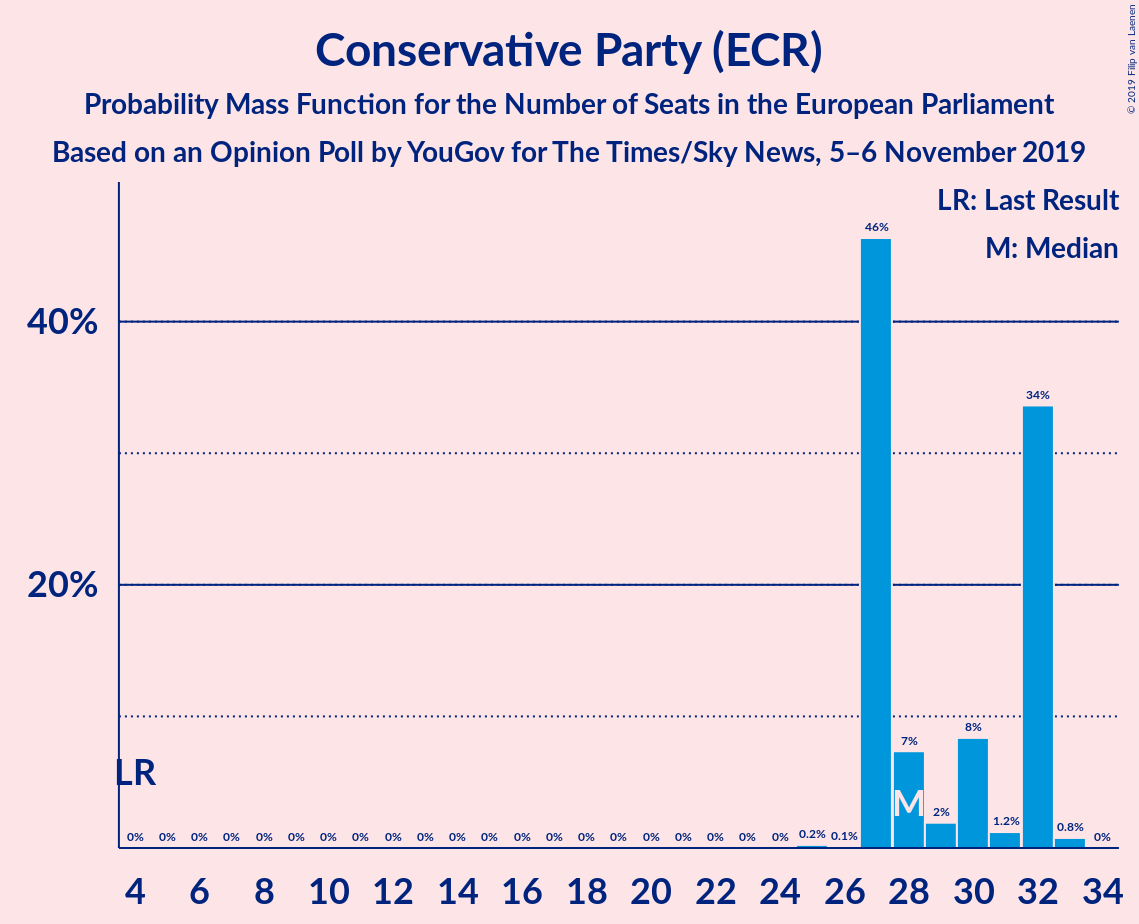 Conservative Party (ECR)
Probability Mass Function for the Number of Seats in the European Parliament
Based on an Opinion Poll by YouGov for The Times/Sky News, 5–6 November 2019
© 2019 Filip van Laenen
LR: Last Result
M: Median
40%
20%
46%
34%
LR
M
0% 0% 0% 0% 0% 0% 0% 0% 0% 0% 0% 0% 0% 0% 0% 0% 0% 0% 0% 0% 0% 0.2% 0.1% 7% 2% 8% 1.2% 0.8% 0%
4 6 8 10 12 14 16 18 20 22 24 26 28 30 32 34